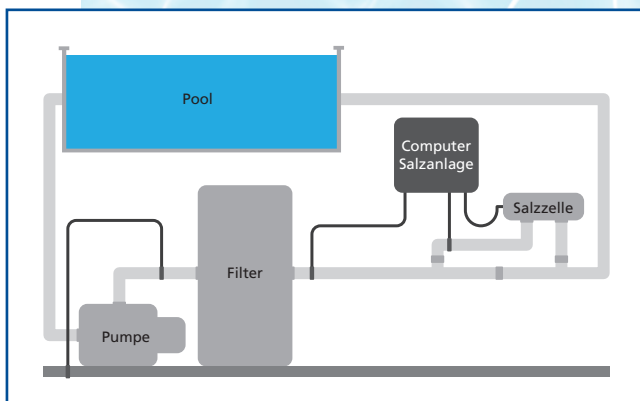 Pool
Computer
Salzanlage
Salzzelle
Filter
Pumpe